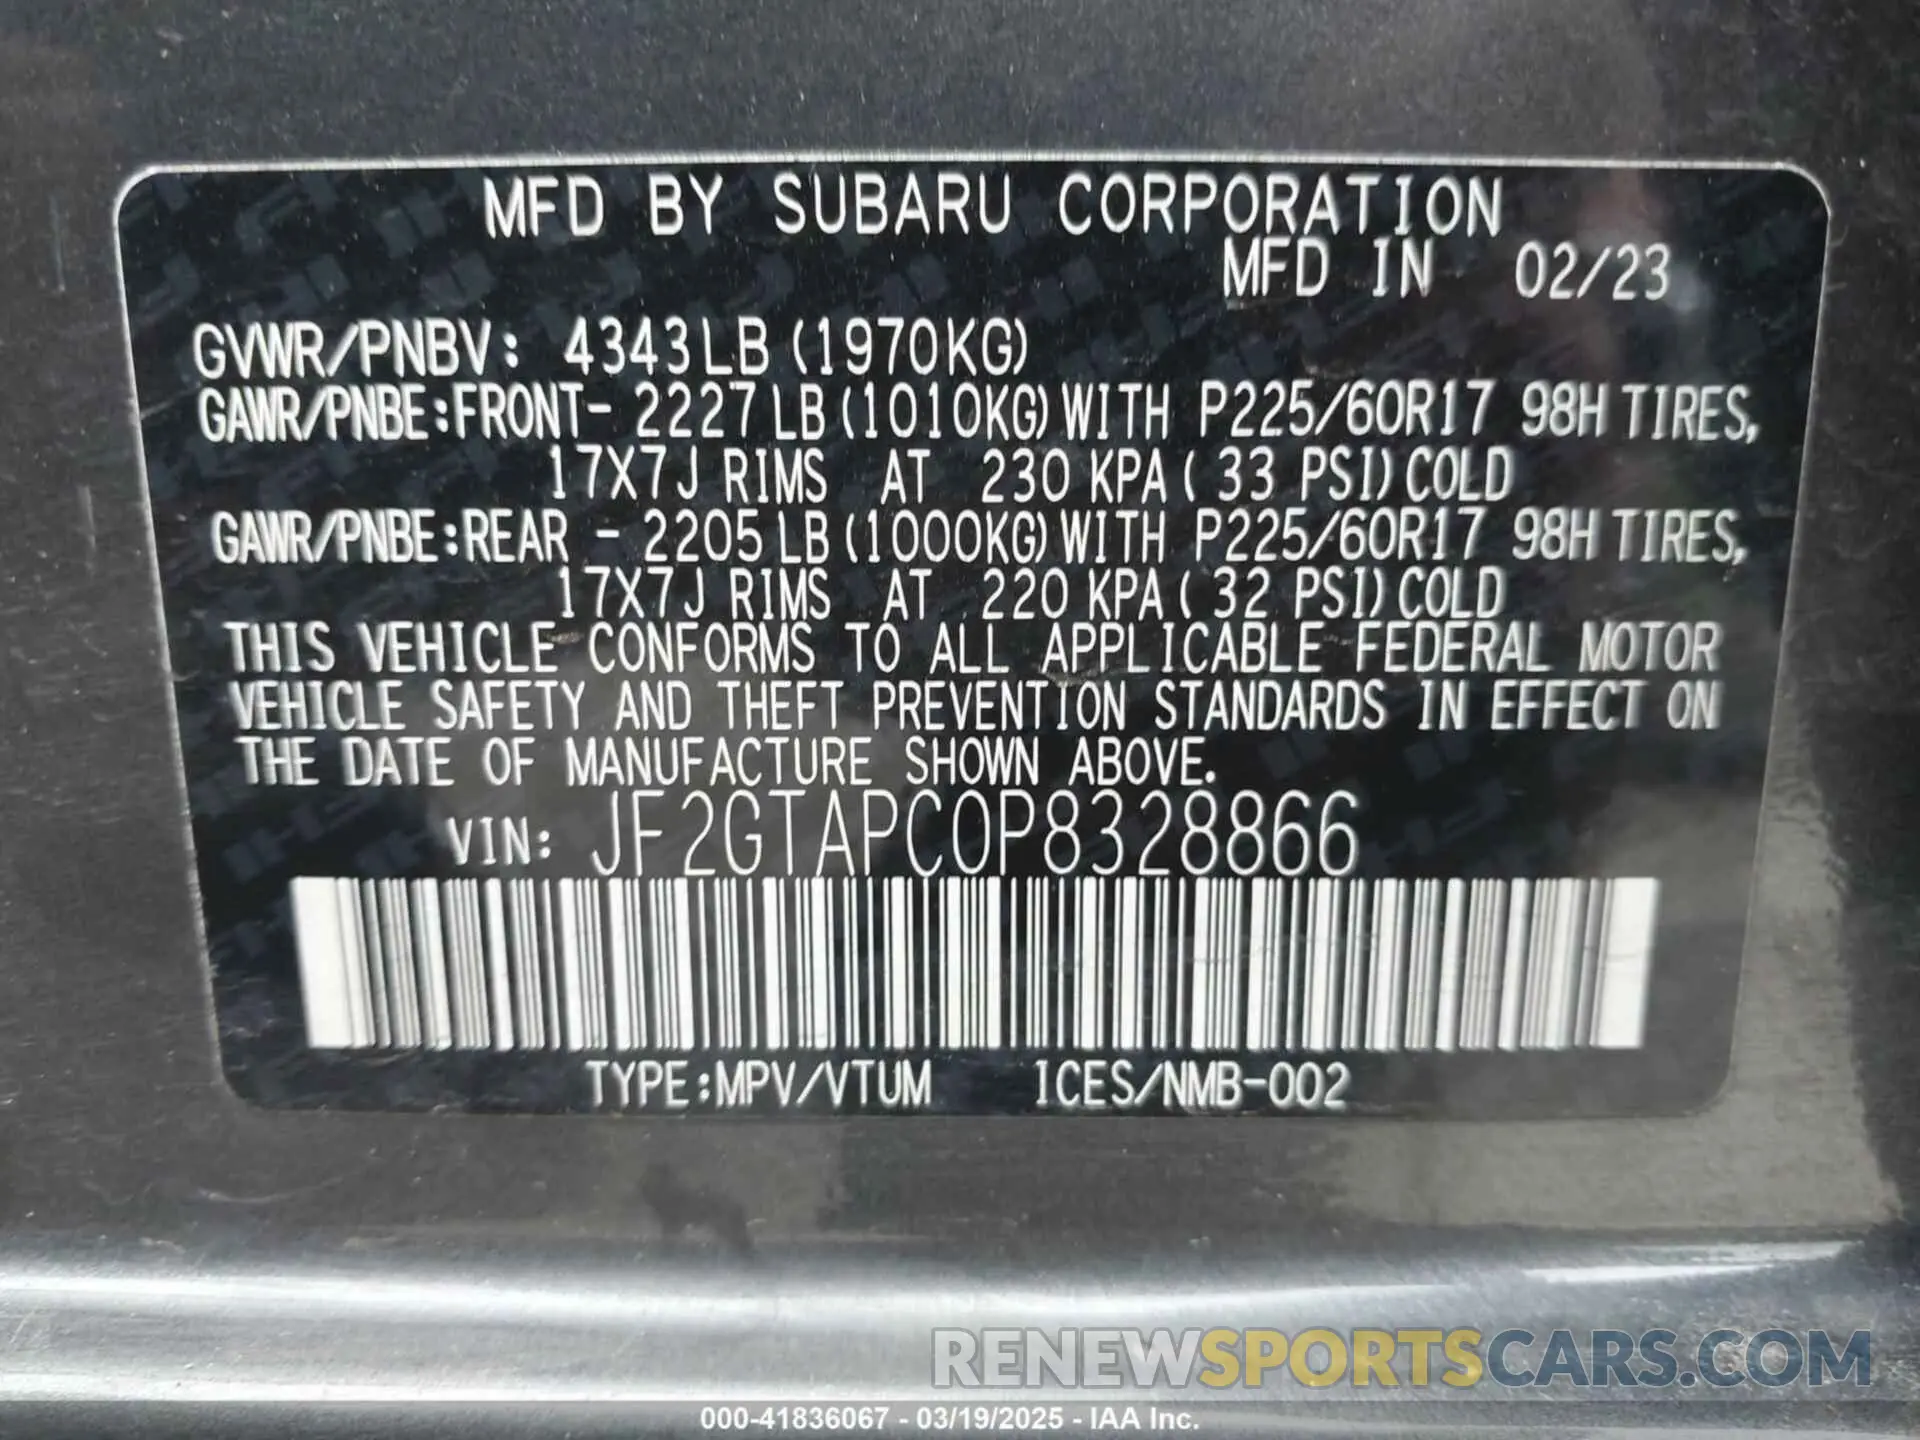 MFD BY SUBARU CORPORATION
MFD IN 02/23
GVWR/PNBV: 4343LB (1970KG)
GAWR/PNBE:FRONT- 2227LB (1010KG) WITH P225/60R17 98H TIRES,
17X7J RIMS AT 230 KPA ( 33 PSI) COLD
GAWR/PNBE:REAR - 2205LB (1000KG) WITH P225/60R17 98H TIRES,
17X7J RIMS AT 220 KPA ( 32 PSI) COLD
THIS VEHICLE CONFORMS TO ALL APPLICABLE FEDERAL MOTOR
VEHICLE SAFETY AND THEFT PREVENTION STANDARDS IN EFFECT ON
THE DATE OF MANUFACTURE SHOWN ABOVE.
VIN: JF2GTAPC0P8328866
TYPE:MPV/VTUM ICES/NMB-002
RENEWSPORTSCARS.COM
000-41836067 - 03/19/2025 - IAA Inc.